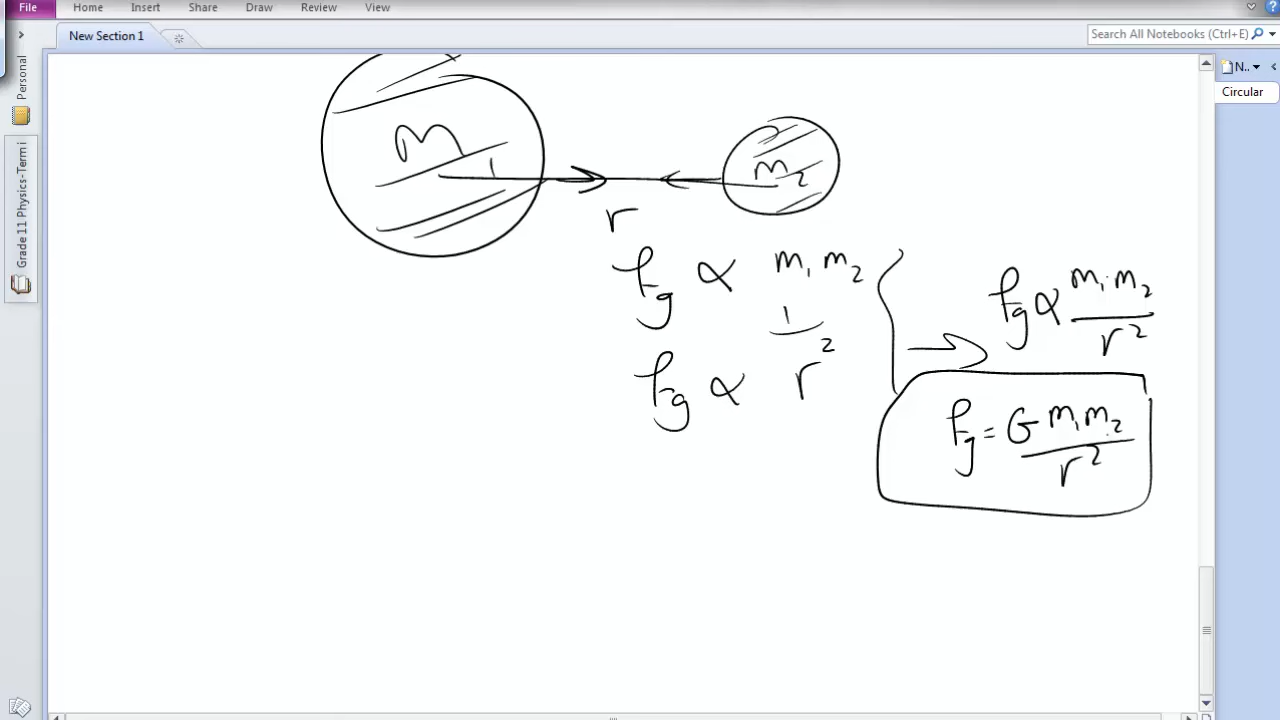 File Home Insert Share Draw Review View
New Section 1
Search All Notebooks (Ctrl+E)
Personal
Grade 11 Physics-Term i
N..
Circular
m₁
m₂
r
Fg ∝ m₁ m₂
Fg ∝ 1/r²
Fg ∝ m₁·m₂/r²
Fg = G m₁m₂/r²